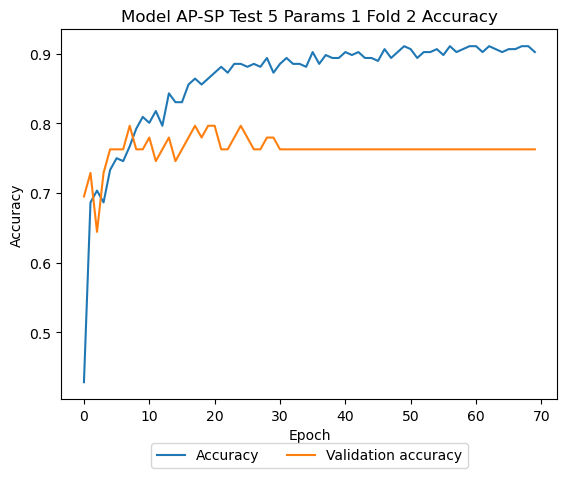 Model AP-SP Test 5 Params 1 Fold 2 Accuracy
Accuracy
0.9
0.8
0.7
0.6
0.5
0 10 20 30 40 50 60 70
Epoch
Accuracy Validation accuracy